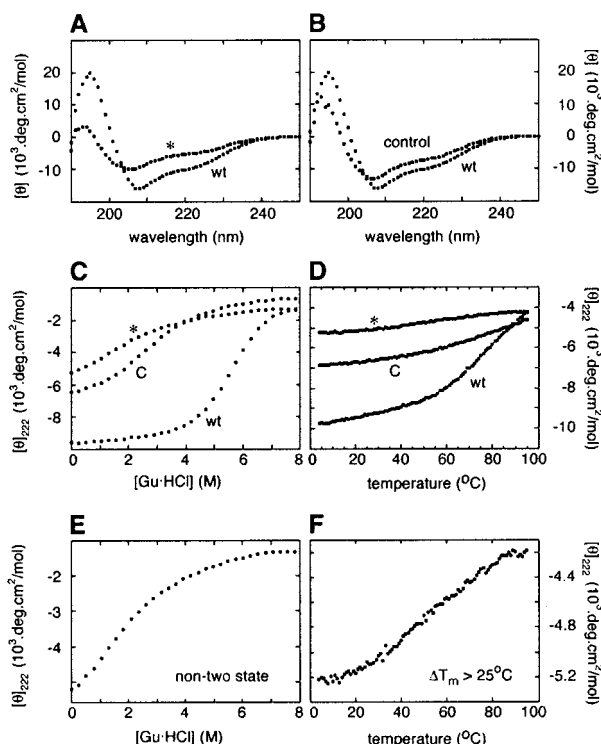 A
B
[θ] (10³.deg.cm²/mol)
20
10
0
-10
*
wt
200
220
240
wavelength (nm)
control
wt
200
220
240
wavelength (nm)
20
10
0
-10
[θ] (10³.deg.cm²/mol)
C
D
[θ]₂₂₂ (10³.deg.cm²/mol)
-2
-4
-6
-8
*
C
wt
0
2
4
6
8
[Gu·HCl] (M)
*
C
wt
0
20
40
60
80
100
temperature (°C)
-4
-6
-8
-10
[θ]₂₂₂ (10³.deg.cm²/mol)
E
F
[θ]₂₂₂ (10³.deg.cm²/mol)
-2
-4
-5
non-two state
0
2
4
6
8
[Gu·HCl] (M)
ΔTm > 25°C
0
20
40
60
80
100
temperature (°C)
-4.4
-4.8
-5.2
[θ]₂₂₂ (10³.deg.cm²/mol)